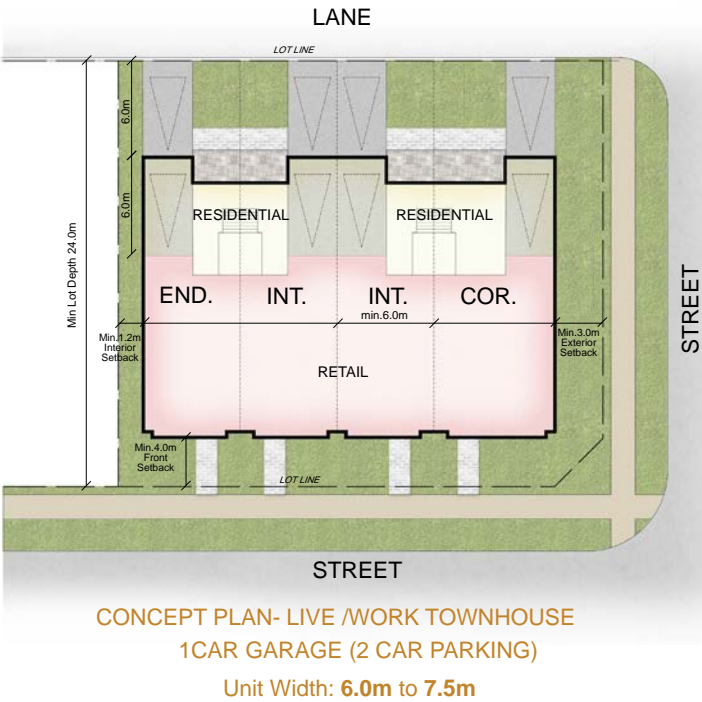 LANE
LOT LINE
6.0m
6.0m
Min Lot Depth 24.0m
RESIDENTIAL
RESIDENTIAL
END.
INT.
INT.
COR.
min.6.0m
Min.1.2m
Interior
Setback
Min.3.0m
Exterior
Setback
STREET
RETAIL
Min.4.0m
Front
Setback
LOT LINE
STREET
CONCEPT PLAN- LIVE /WORK TOWNHOUSE
1CAR GARAGE (2 CAR PARKING)
Unit Width: 6.0m to 7.5m